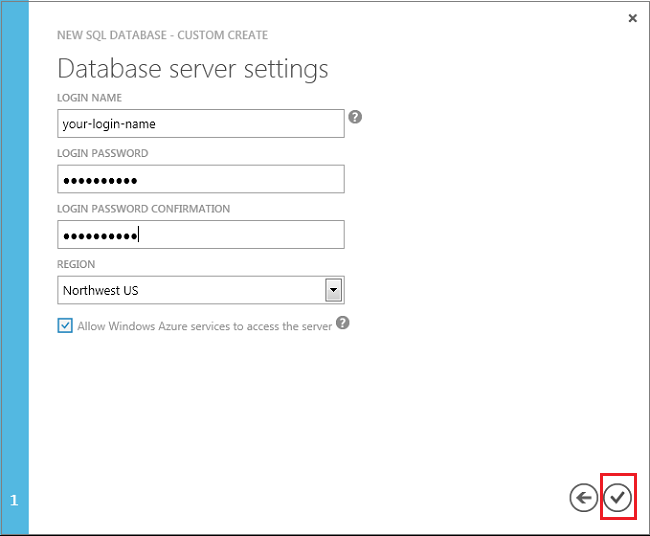 NEW SQL DATABASE - CUSTOM CREATE
Database server settings
LOGIN NAME
your-login-name
?
LOGIN PASSWORD
●●●●●●●●●●
LOGIN PASSWORD CONFIRMATION
●●●●●●●●●●
REGION
Northwest US
Allow Windows Azure services to access the server ?
1